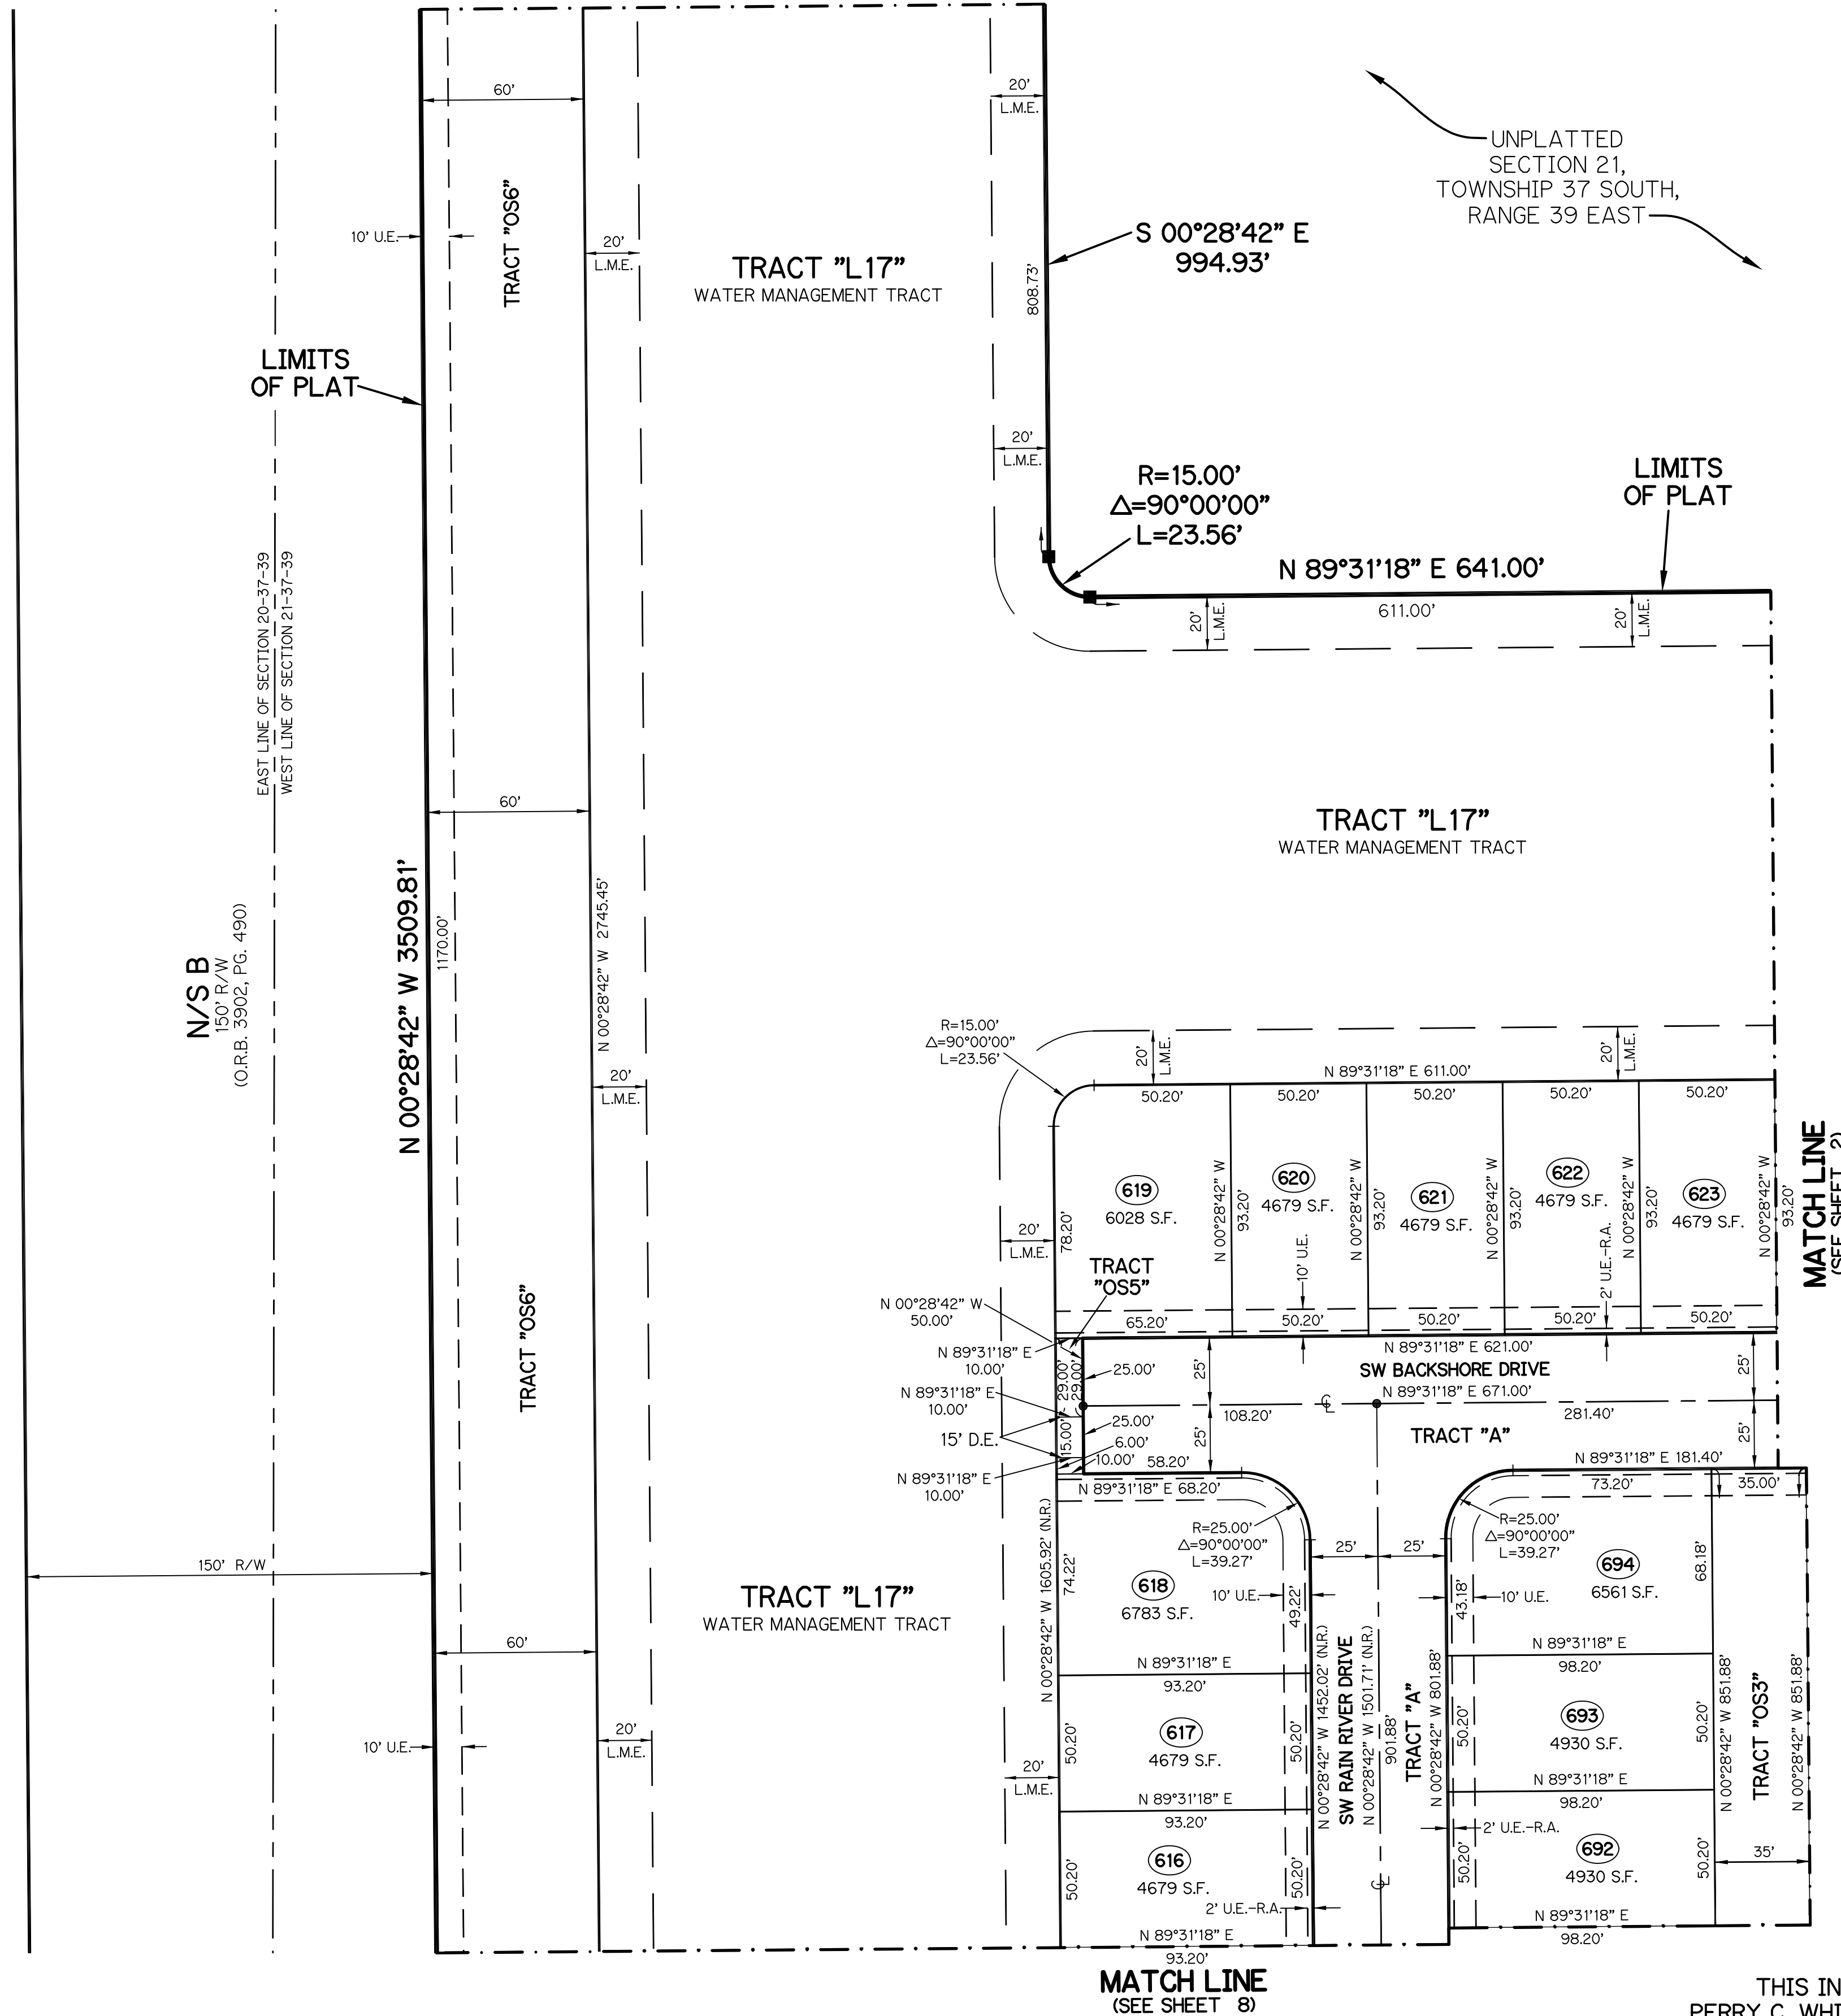 60'
20'
L.M.E.
UNPLATTED
SECTION 21,
TOWNSHIP 37 SOUTH,
RANGE 39 EAST
TRACT "OS6"
10' U.E.
20'
L.M.E.
TRACT "L17"
WATER MANAGEMENT TRACT
808.73'
S 00°28'42" E
994.93'
LIMITS
OF PLAT
20'
L.M.E.
R=15.00'
Δ=90°00'00"
L=23.56'
LIMITS
OF PLAT
N 89°31'18" E 641.00'
611.00'
20'
L.M.E.
20'
L.M.E.
EAST LINE OF SECTION 20-37-39
WEST LINE OF SECTION 21-37-39
60'
TRACT "L17"
WATER MANAGEMENT TRACT
N/S B
150' R/W
(O.R.B. 3902, PG. 490)
N 00°28'42" W 3509.81'
1170.00'
N 00°28'42" W 2745.45'
20'
L.M.E.
R=15.00'
Δ=90°00'00"
L=23.56'
20'
L.M.E.
20'
L.M.E.
N 89°31'18" E 611.00'
50.20'
50.20'
50.20'
50.20'
50.20'
MATCH LINE
(SEE SHEET 2)
619
6028 S.F.
620
4679 S.F.
621
4679 S.F.
622
4679 S.F.
623
4679 S.F.
78.20'
N 00°28'42" W
93.20'
N 00°28'42" W
93.20'
N 00°28'42" W
93.20'
N 00°28'42" W
93.20'
N 00°28'42" W
93.20'
20'
L.M.E.
10' U.E.
2' U.E.-R.A.
TRACT
"OS5"
TRACT "OS6"
65.20'
50.20'
50.20'
50.20'
50.20'
N 00°28'42" W
50.00'
N 89°31'18" E
10.00'
N 89°31'18" E
10.00'
15' D.E.
N 89°31'18" E
10.00'
29.00'
29.00'
15.00'
25.00'
25.00'
6.00'
10.00'
N 89°31'18" E 621.00'
SW BACKSHORE DRIVE
N 89°31'18" E 671.00'
25'
25'
25'
25'
108.20'
281.40'
TRACT "A"
58.20'
N 89°31'18" E 68.20'
N 89°31'18" E 181.40'
73.20'
35.00'
R=25.00'
Δ=90°00'00"
L=39.27'
R=25.00'
Δ=90°00'00"
L=39.27'
25'
25'
150' R/W
N 00°28'42" W 1605.92' (N.R.)
74.22'
618
6783 S.F.
10' U.E.
49.22'
43.18'
10' U.E.
694
6561 S.F.
68.18'
TRACT "L17"
WATER MANAGEMENT TRACT
60'
N 89°31'18" E
93.20'
N 89°31'18" E
98.20'
N 00°28'42" W 1452.02' (N.R.)
SW RAIN RIVER DRIVE
N 00°28'42" W 1501.71' (N.R.)
901.88'
TRACT "A"
N 00°28'42" W 801.88'
50.20'
617
4679 S.F.
50.20'
50.20'
693
4930 S.F.
50.20'
N 00°28'42" W 851.88'
TRACT "OS3"
N 00°28'42" W 851.88'
10' U.E.
20'
L.M.E.
20'
L.M.E.
N 89°31'18" E
93.20'
N 89°31'18" E
98.20'
2' U.E.-R.A.
50.20'
616
4679 S.F.
50.20'
50.20'
692
4930 S.F.
50.20'
35'
2' U.E.-R.A.
N 89°31'18" E
93.20'
N 89°31'18" E
98.20'
MATCH LINE
(SEE SHEET 8)
THIS IN
PERRY C. WHI